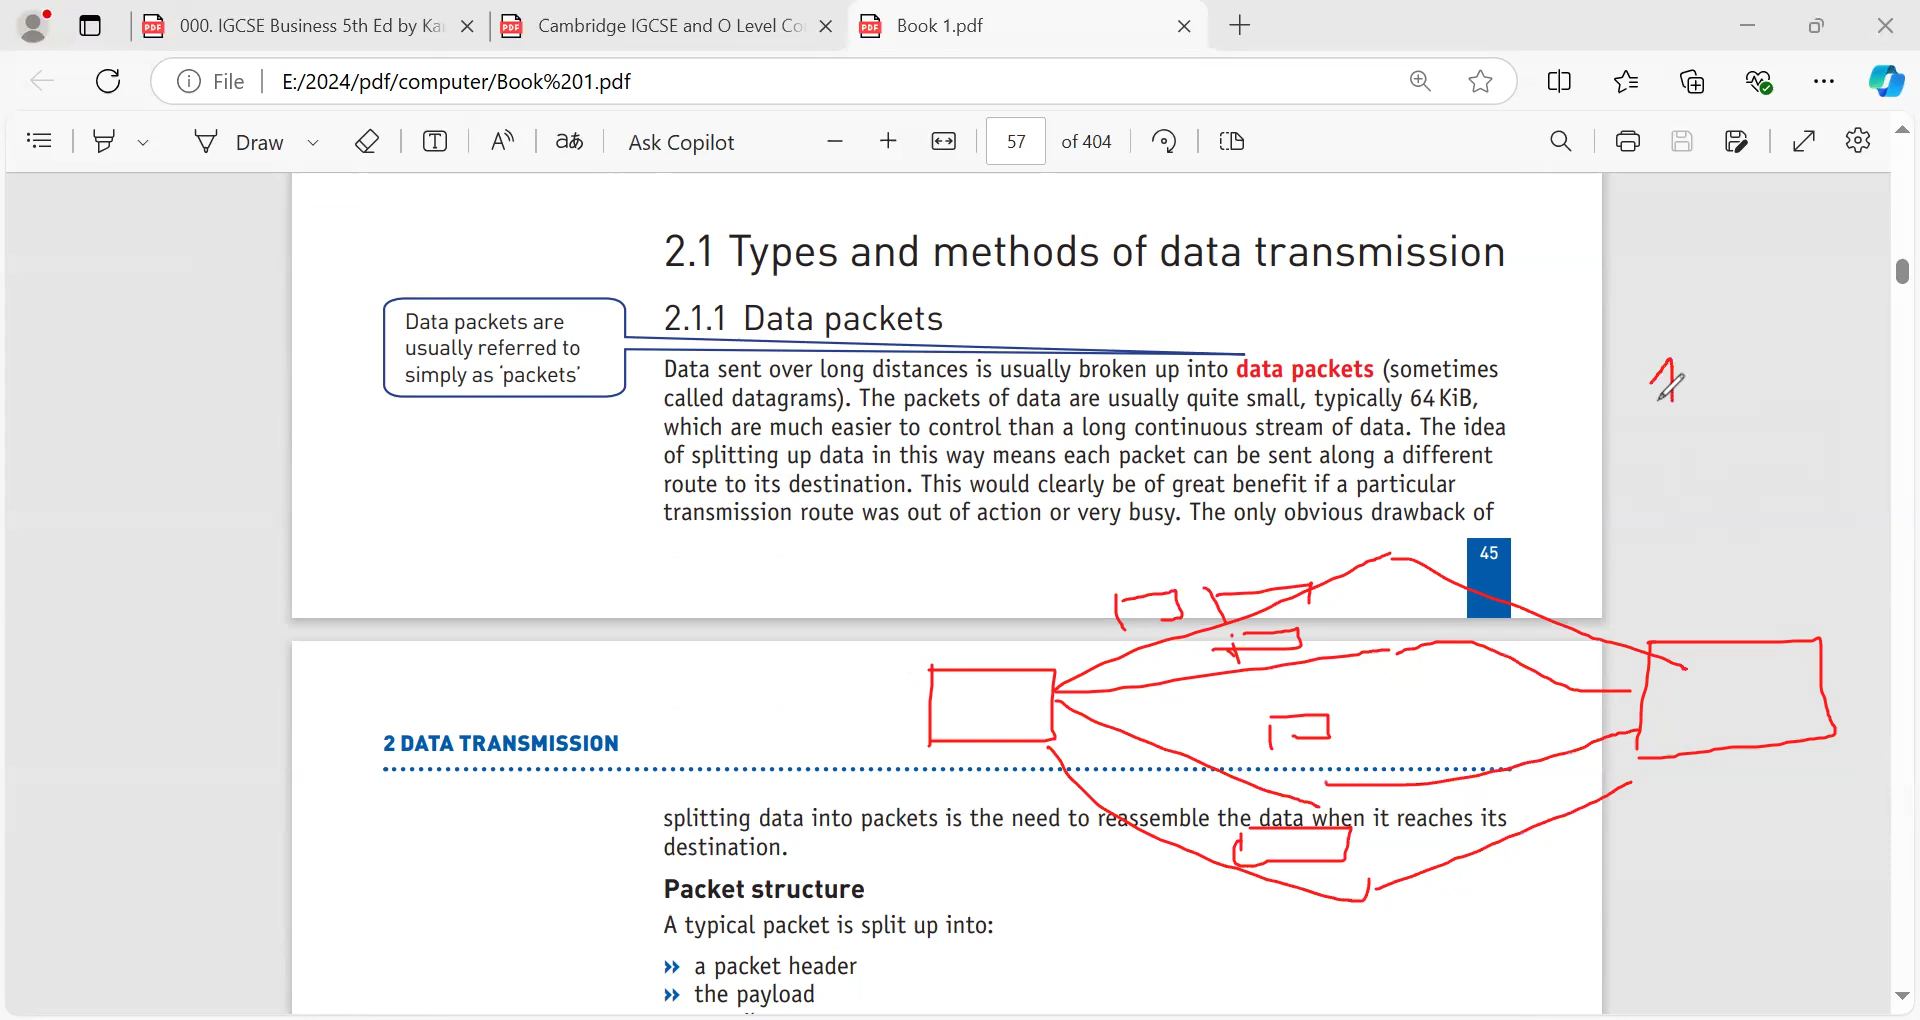 000. IGCSE Business 5th Ed by Ka
Cambridge IGCSE and O Level Co
Book 1.pdf
File
E:/2024/pdf/computer/Book%201.pdf
Draw
Ask Copilot
57
of 404
2.1 Types and methods of data transmission
2.1.1 Data packets
Data packets are
usually referred to
simply as ‘packets’
Data sent over long distances is usually broken up into data packets (sometimes
called datagrams). The packets of data are usually quite small, typically 64 KiB,
which are much easier to control than a long continuous stream of data. The idea
of splitting up data in this way means each packet can be sent along a different
route to its destination. This would clearly be of great benefit if a particular
transmission route was out of action or very busy. The only obvious drawback of
1
45
2 DATA TRANSMISSION
splitting data into packets is the need to reassemble the data when it reaches its
destination.
Packet structure
A typical packet is split up into:
» a packet header
» the payload